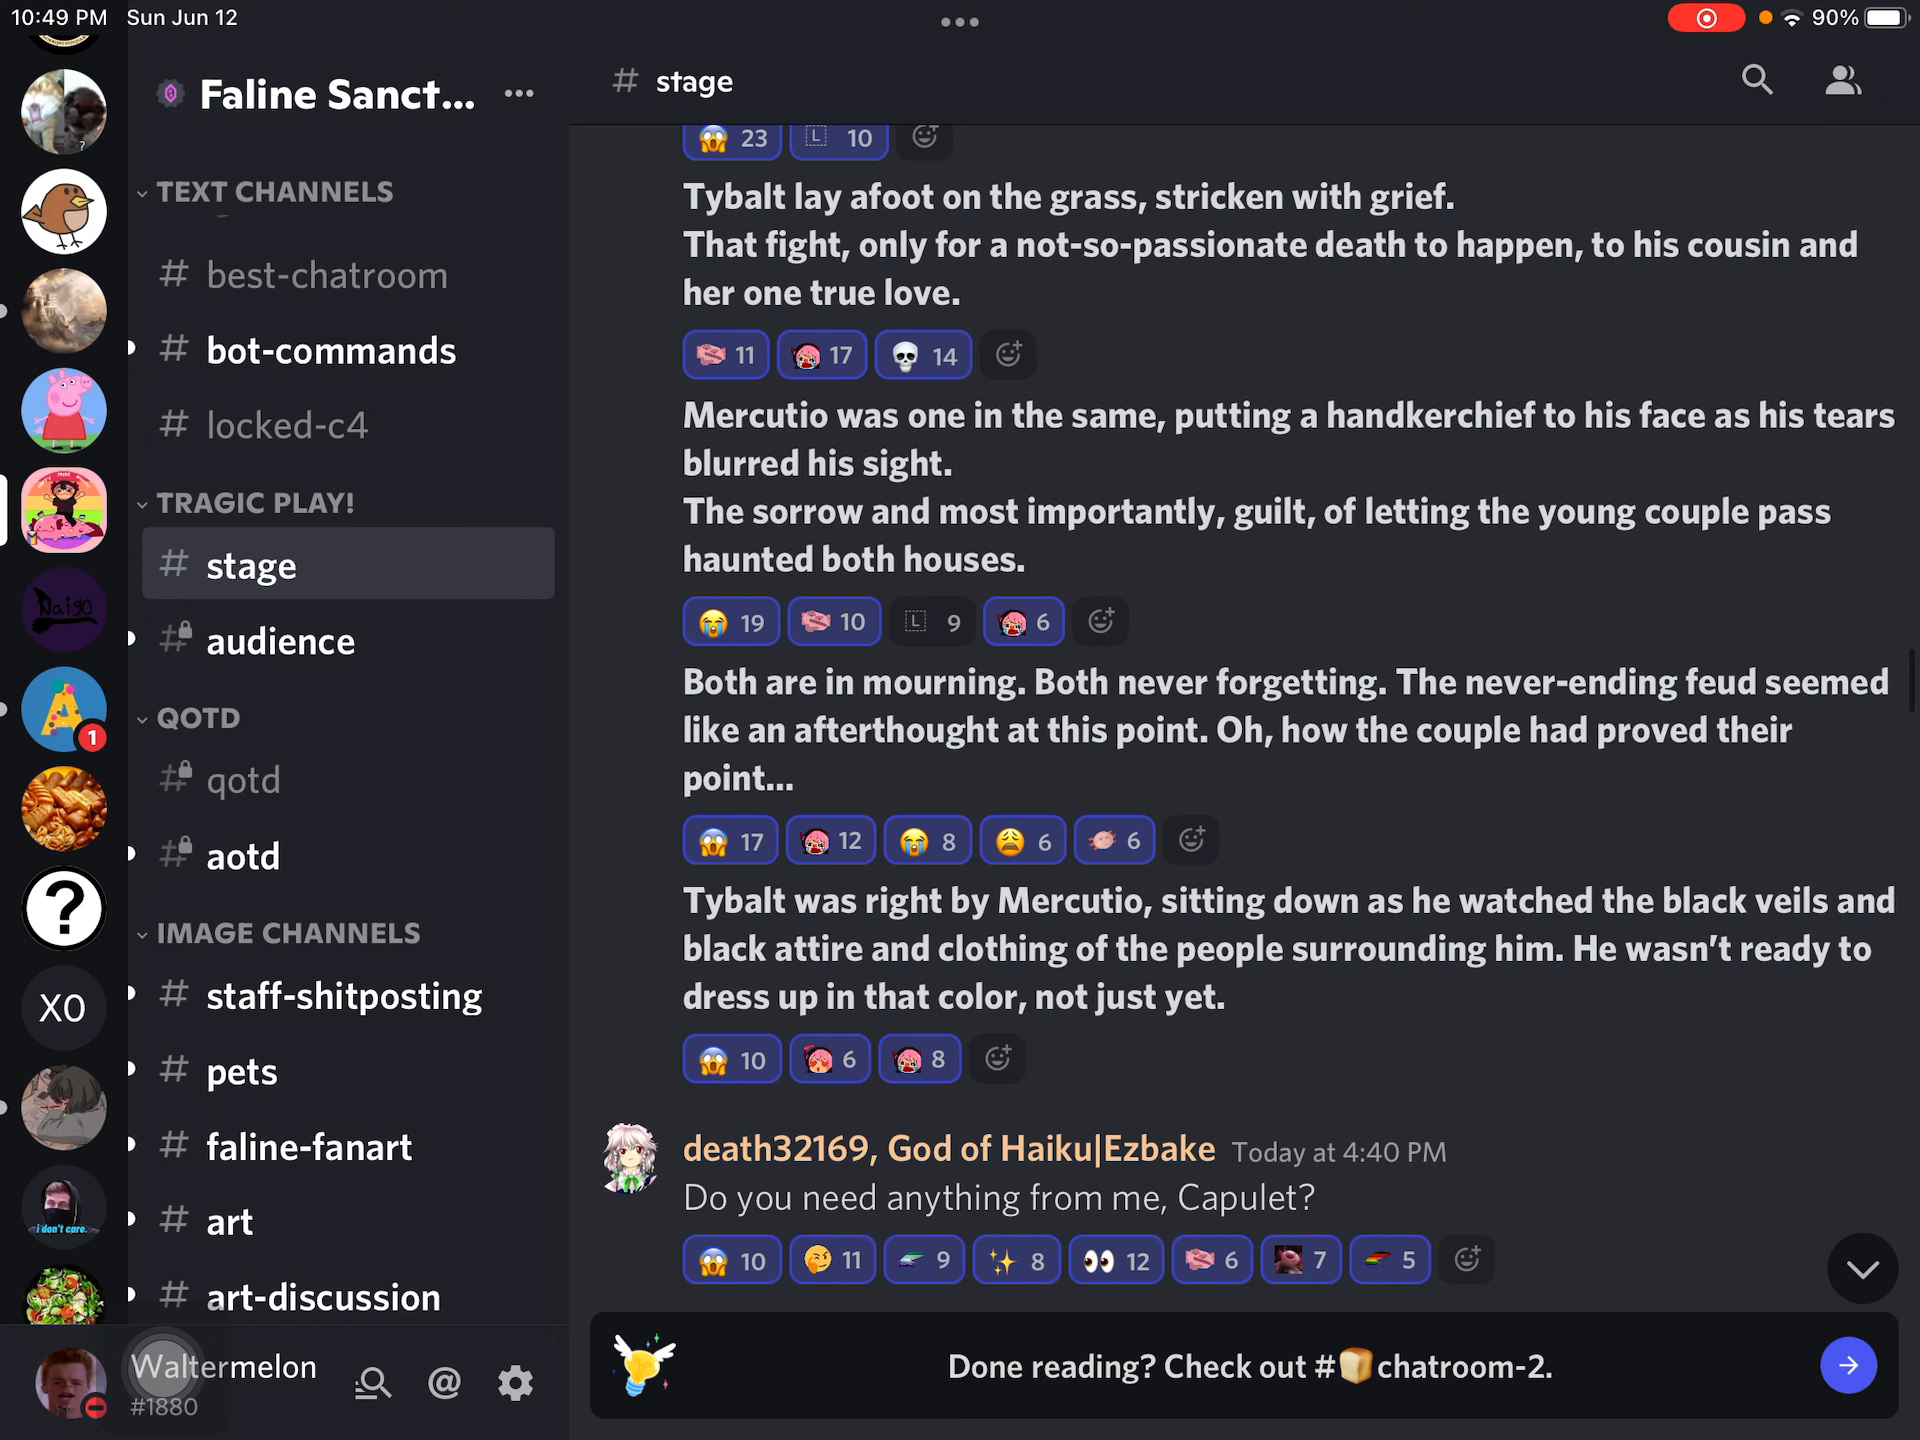 10:49 PM Sun Jun 12
90%
?
Naigo
A
1
?
XO
i don't care.
Faline Sanct...
TEXT CHANNELS
best-chatroom
bot-commands
locked-c4
TRAGIC PLAY!
stage
audience
QOTD
qotd
aotd
IMAGE CHANNELS
staff-shitposting
pets
faline-fanart
art
art-discussion
Waltermelon
#1880
# stage
23 L 10
Tybalt lay afoot on the grass, stricken with grief.
That fight, only for a not-so-passionate death to happen, to his cousin and
her one true love.
11 17 14
Mercutio was one in the same, putting a handkerchief to his face as his tears
blurred his sight.
The sorrow and most importantly, guilt, of letting the young couple pass
haunted both houses.
19 10 L 9 6
Both are in mourning. Both never forgetting. The never-ending feud seemed
like an afterthought at this point. Oh, how the couple had proved their
point...
17 12 8 6 6
Tybalt was right by Mercutio, sitting down as he watched the black veils and
black attire and clothing of the people surrounding him. He wasn't ready to
dress up in that color, not just yet.
10 6 8
death32169, God of Haiku|Ezbake Today at 4:40 PM
Do you need anything from me, Capulet?
10 11 9 8 12 6 7 5
Done reading? Check out #🍞chatroom-2.